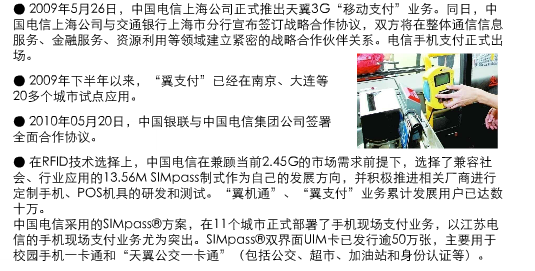 ● 2009年5月26日，中国电信上海公司正式推出天翼3G“移动支付”业务。同日，中
国电信上海公司与交通银行上海市分行宣布签订战略合作协议，双方将在整体通信信息
服务、金融服务、资源利用等领域建立紧密的战略合作伙伴关系。电信手机支付正式出
场。
● 2009年下半年以来，“翼支付”已经在南京、大连等
20多个城市试点应用。
● 2010年05月20日，中国银联与中国电信集团公司签署
全面合作协议。
● 在RFID技术选择上，中国电信在兼顾当前2.45G的市场需求前提下，选择了兼容社
会、行业应用的13.56M SIMpass制式作为自己的发展方向，并积极推进相关厂商进行
定制手机、POS机具的研发和测试。“翼机通”、“翼支付”业务累计发展用户已达数
十万。
中国电信采用的SIMpass®方案，在11个城市正式部署了手机现场支付业务，以江苏电
信的手机现场支付业务尤为突出。SIMpass®双界面UIM卡已发行逾50万张，主要用于
校园手机一卡通和“天翼公交一卡通”（包括公交、超市、加油站和身份认证等）。